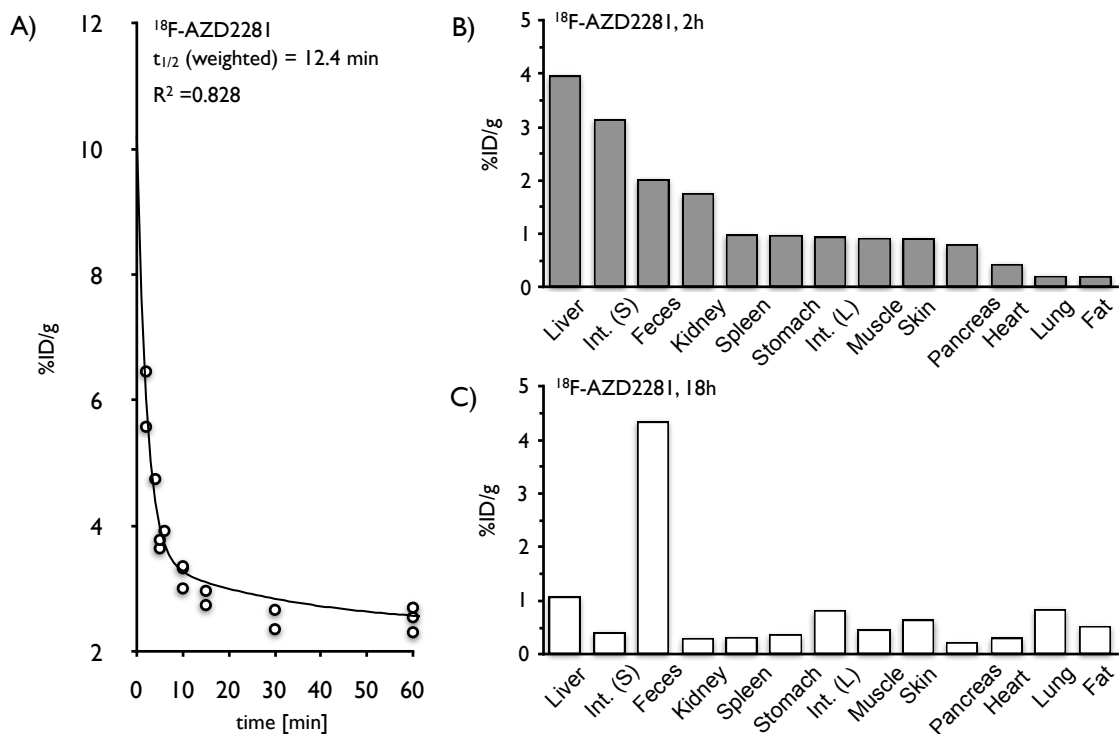 A)
¹⁸F-AZD2281
t₁/₂ (weighted) = 12.4 min
R² =0.828
12
10
8
6
4
2
%ID/g
0 10 20 30 40 50 60
time [min]
B)
¹⁸F-AZD2281, 2h
5
4
3
2
1
0
%ID/g
Liver Int. (S) Feces Kidney Spleen Stomach Int. (L) Muscle Skin Pancreas Heart Lung Fat
C)
¹⁸F-AZD2281, 18h
5
4
3
2
1
0
%ID/g
Liver Int. (S) Feces Kidney Spleen Stomach Int. (L) Muscle Skin Pancreas Heart Lung Fat